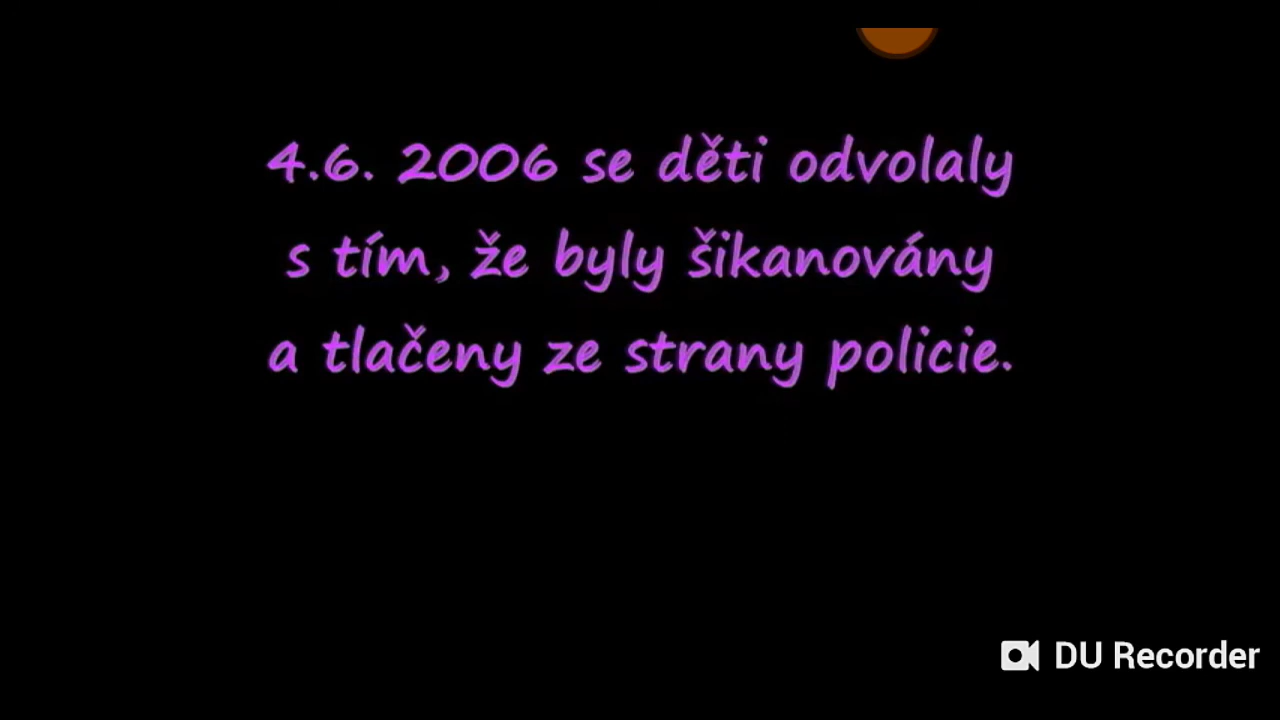 4.6. 2006 se děti odvolaly
s tím, že byly šikanovány
a tlačeny ze strany policie.
DU Recorder